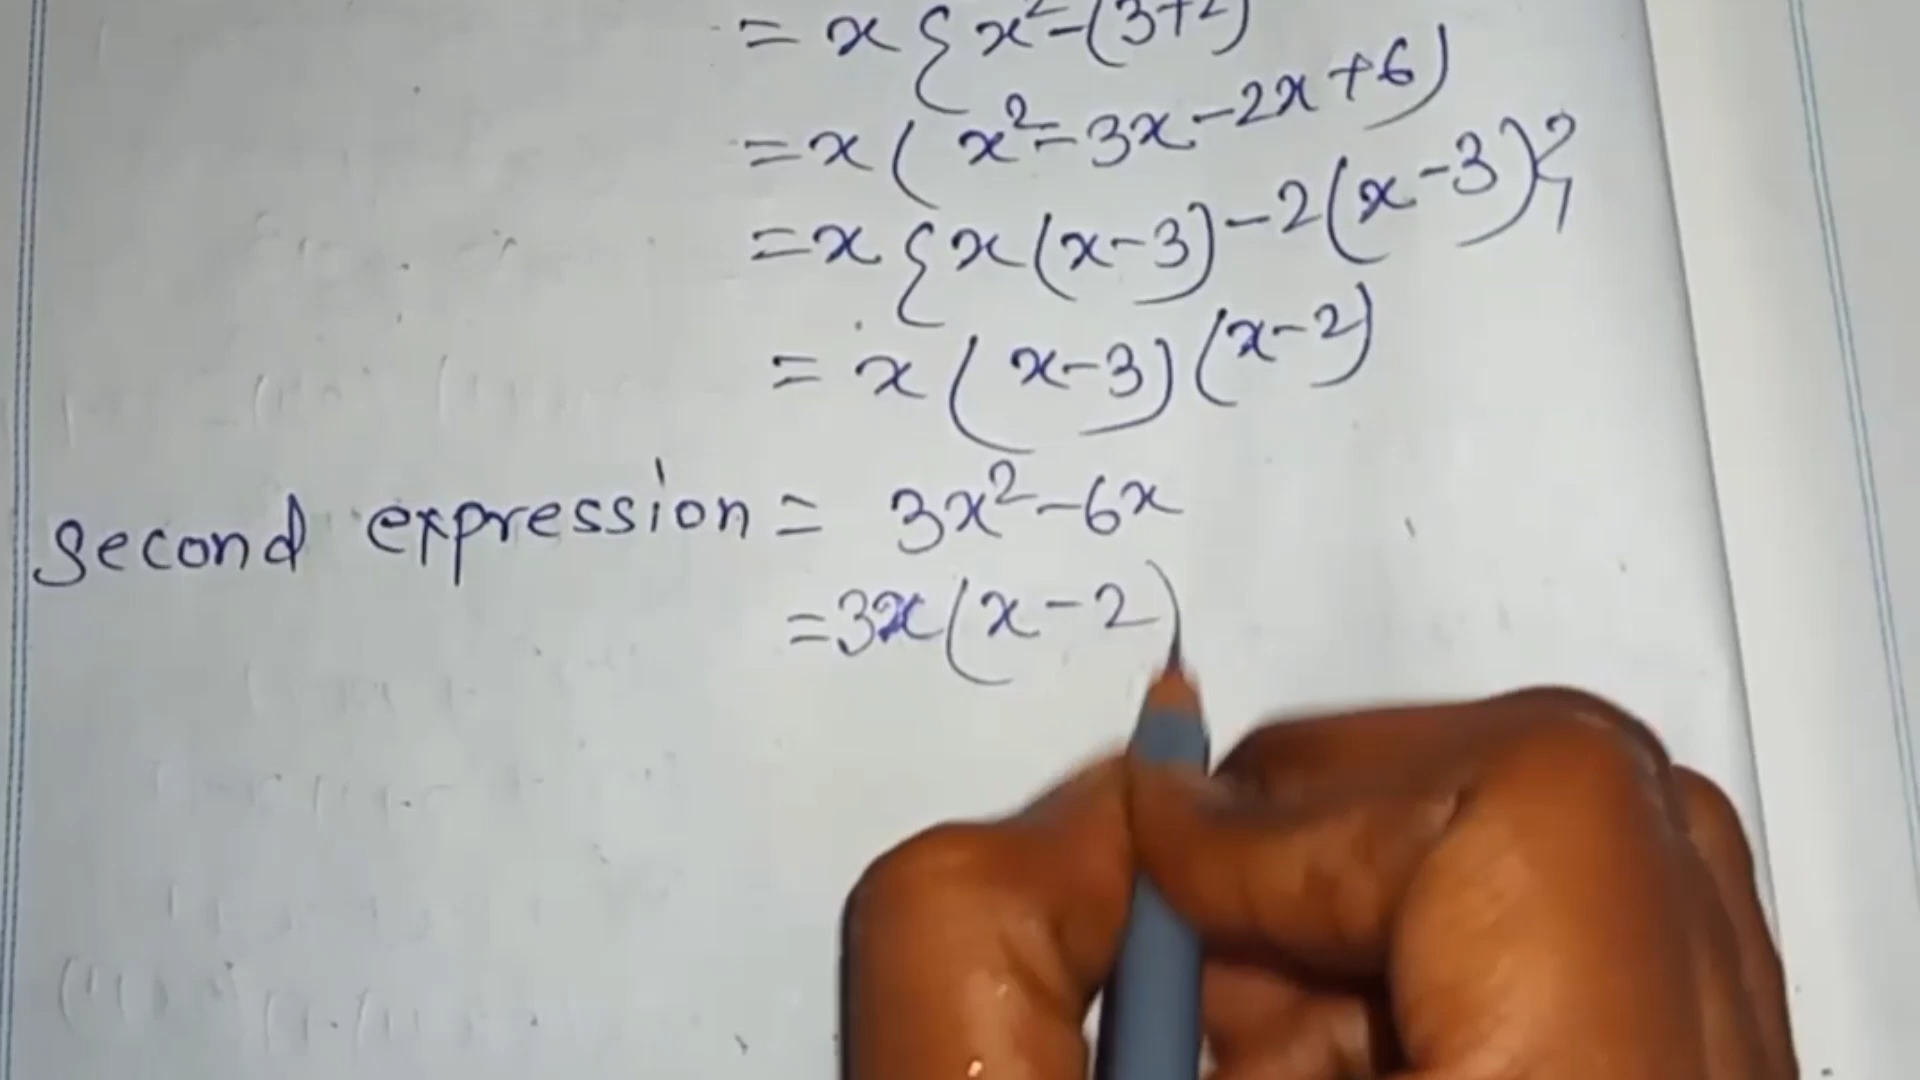 = x{x²-(3+2)
= x(x²-3x-2x+6)
= x{x(x-3)-2(x-3)}
= x(x-3)(x-2)
second expression = 3x²-6x
= 3x(x-2)